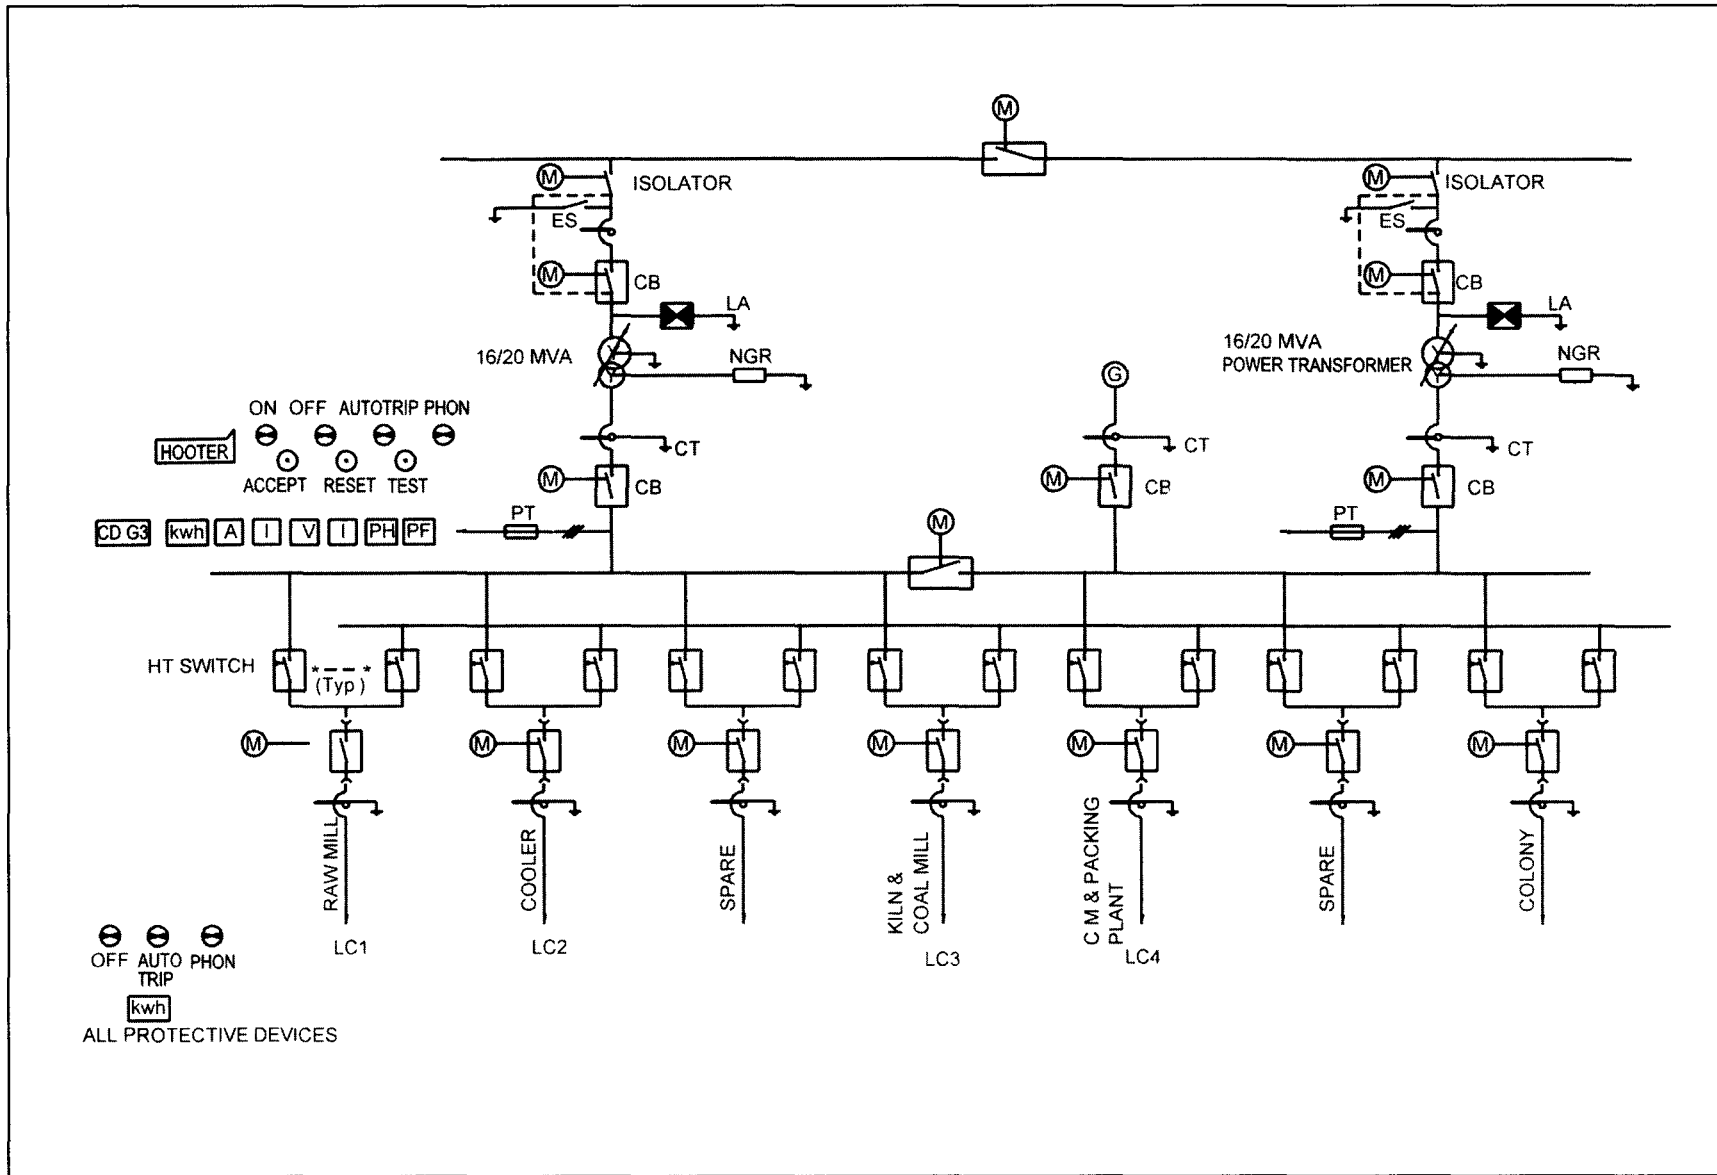 M
M ISOLATOR
M ISOLATOR
ES
ES
M CB
M CB
LA
LA
16/20 MVA
Y
Y
NGR
16/20 MVA
POWER TRANSFORMER
Y
Y
NGR
G
ON OFF AUTOTRIP PHON
HOOTER
ACCEPT RESET TEST
CT
CT
CT
M CB
M CB
M CB
CD G3 kwh A I V I PH PF
PT
M
PT
HT SWITCH
*---*
(Typ)
M
M
M
M
M
M
M
RAW MILL
COOLER
SPARE
KILN &
COAL MILL
C M & PACKING
PLANT
SPARE
COLONY
LC1
LC2
LC3
LC4
OFF AUTO PHON
TRIP
kwh
ALL PROTECTIVE DEVICES